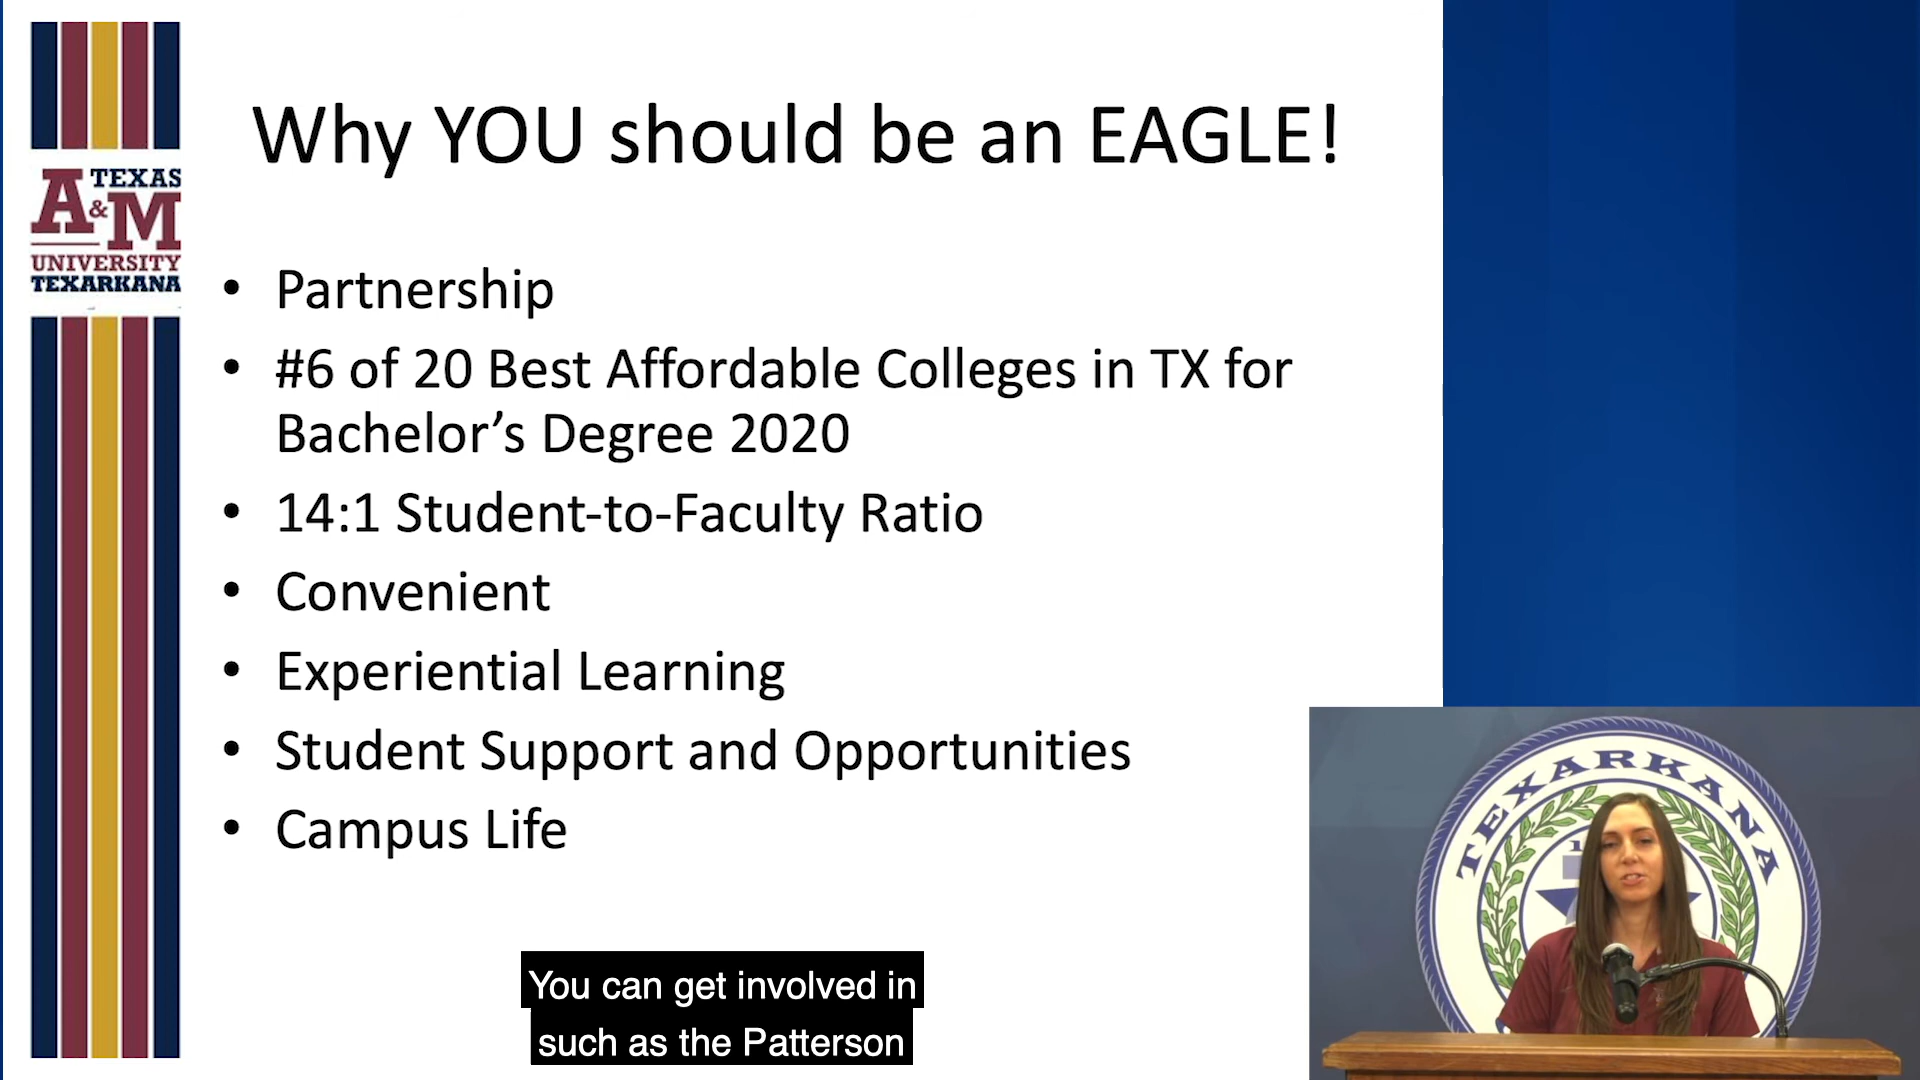 TEXAS
A&M
UNIVERSITY
TEXARKANA
Why YOU should be an EAGLE!
• Partnership
• #6 of 20 Best Affordable Colleges in TX for
Bachelor’s Degree 2020
• 14:1 Student-to-Faculty Ratio
• Convenient
• Experiential Learning
• Student Support and Opportunities
• Campus Life
TEXARKANA
You can get involved in
such as the Patterson